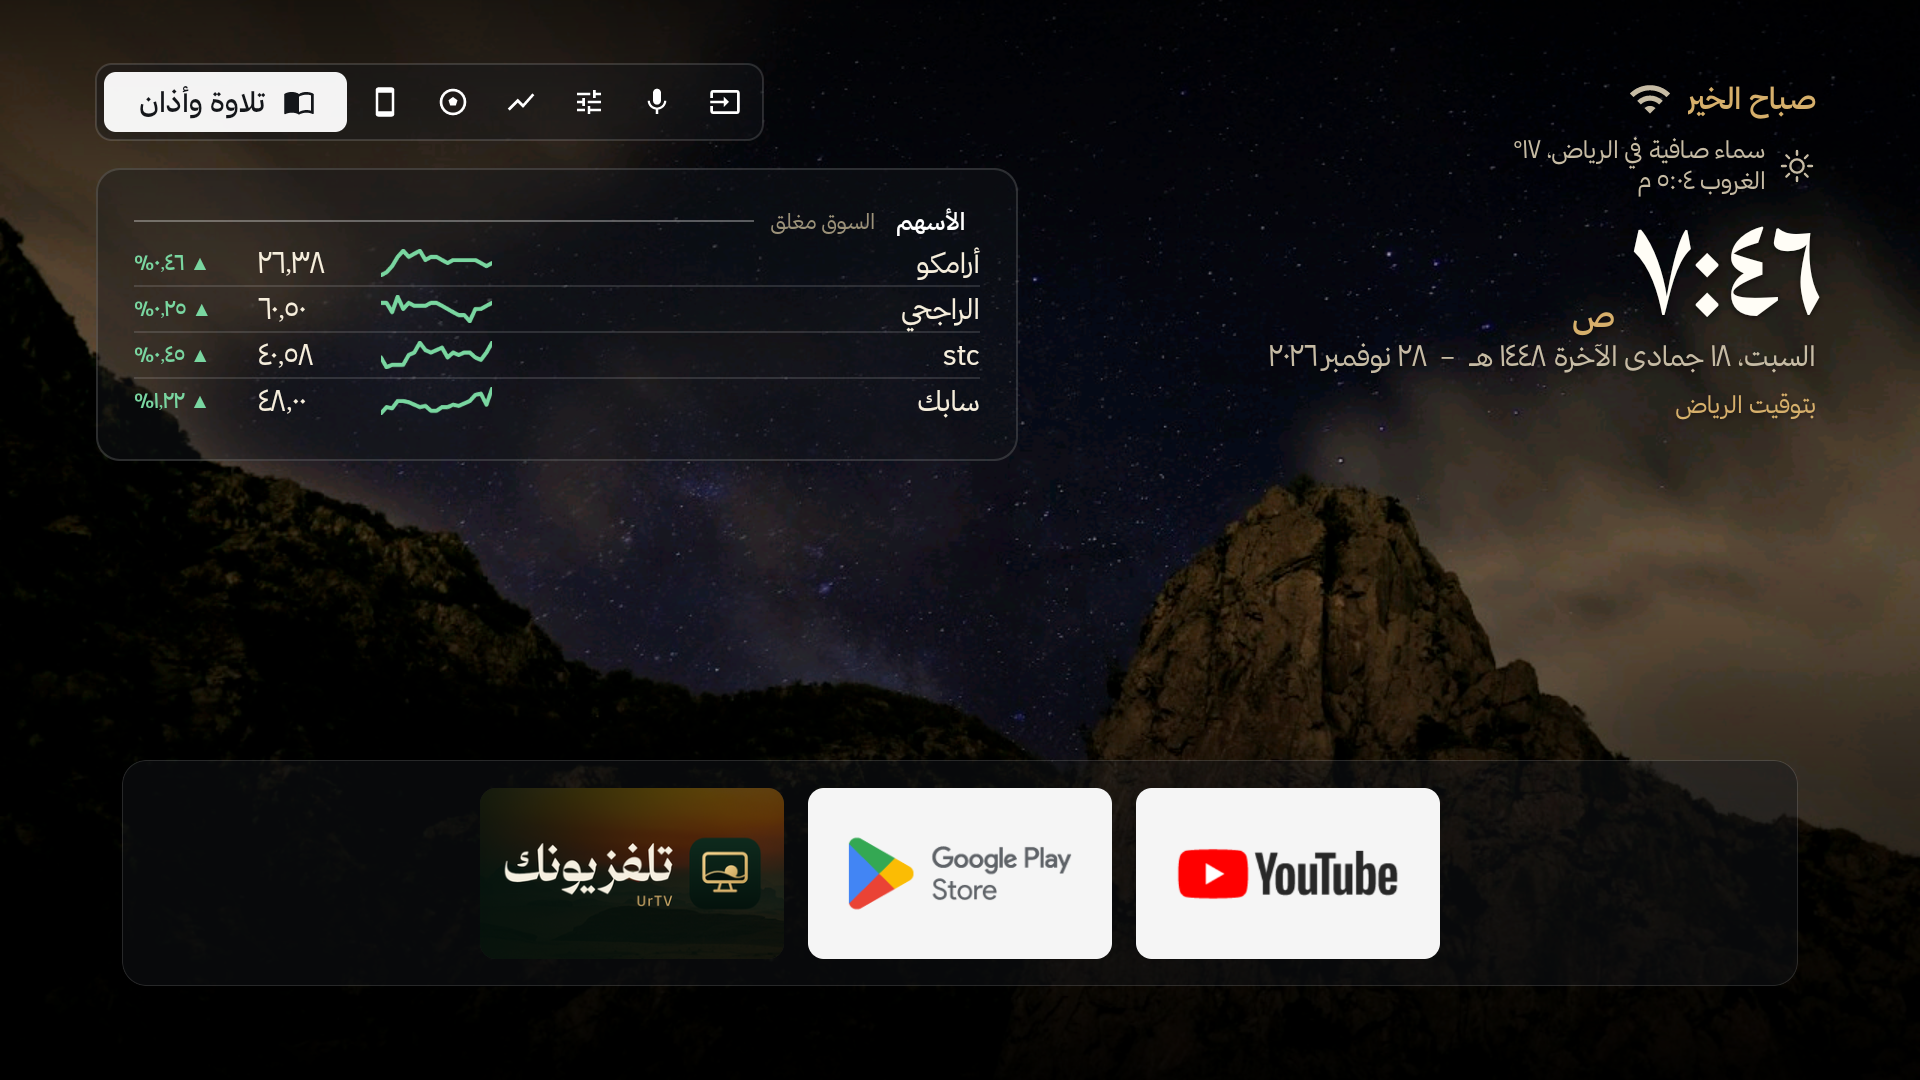 صباح الخير
سماء صافية في الرياض، ١٧°
الغروب ٥:٠٤ م
٧:٤٦ ص
السبت، ١٨ جمادى الآخرة ١٤٤٨ هـ – ٢٨ نوفمبر ٢٠٢٦
بتوقيت الرياض
تلاوة وأذان
الأسهم السوق مغلق
أرامكو ٢٦,٣٨ ▲ ٠,٤٦%
الراجحي ٦٠,٥٠ ▲ ٠,٢٥%
stc ٤٠,٥٨ ▲ ٠,٤٥%
سابك ٤٨,٠٠ ▲ ١,٢٢%
YouTube
Google Play
Store
تلفزيونك
UrTV